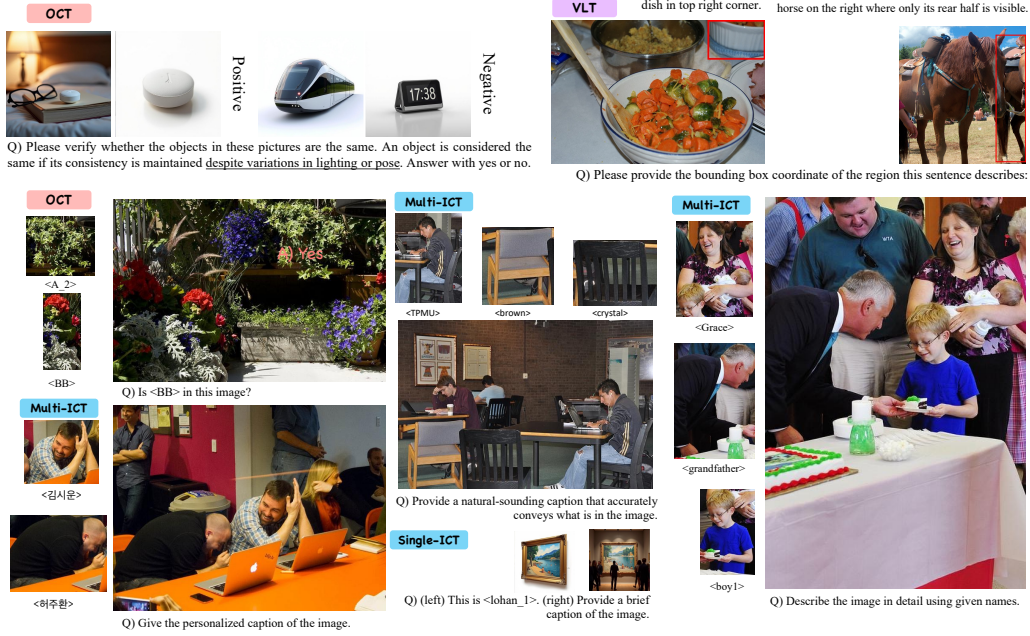 OCT
Positive
17:38
Negative
Q) Please verify whether the objects in these pictures are the same. An object is considered the
same if its consistency is maintained despite variations in lighting or pose. Answer with yes or no.
VLT
dish in top right corner.
horse on the right where only its rear half is visible.
Q) Please provide the bounding box coordinate of the region this sentence describes:
OCT
<A_2>
<BB>
A) Yes
Q) Is <BB> in this image?
Multi-ICT
<김시운>
<허주환>
Q) Give the personalized caption of the image.
Multi-ICT
<TPMU>
<brown>
<crystal>
Q) Provide a natural-sounding caption that accurately
conveys what is in the image.
Single-ICT
Q) (left) This is <lohan_1>. (right) Provide a brief
caption of the image.
Multi-ICT
<Grace>
<grandfather>
<boy1>
WTA
Q) Describe the image in detail using given names.